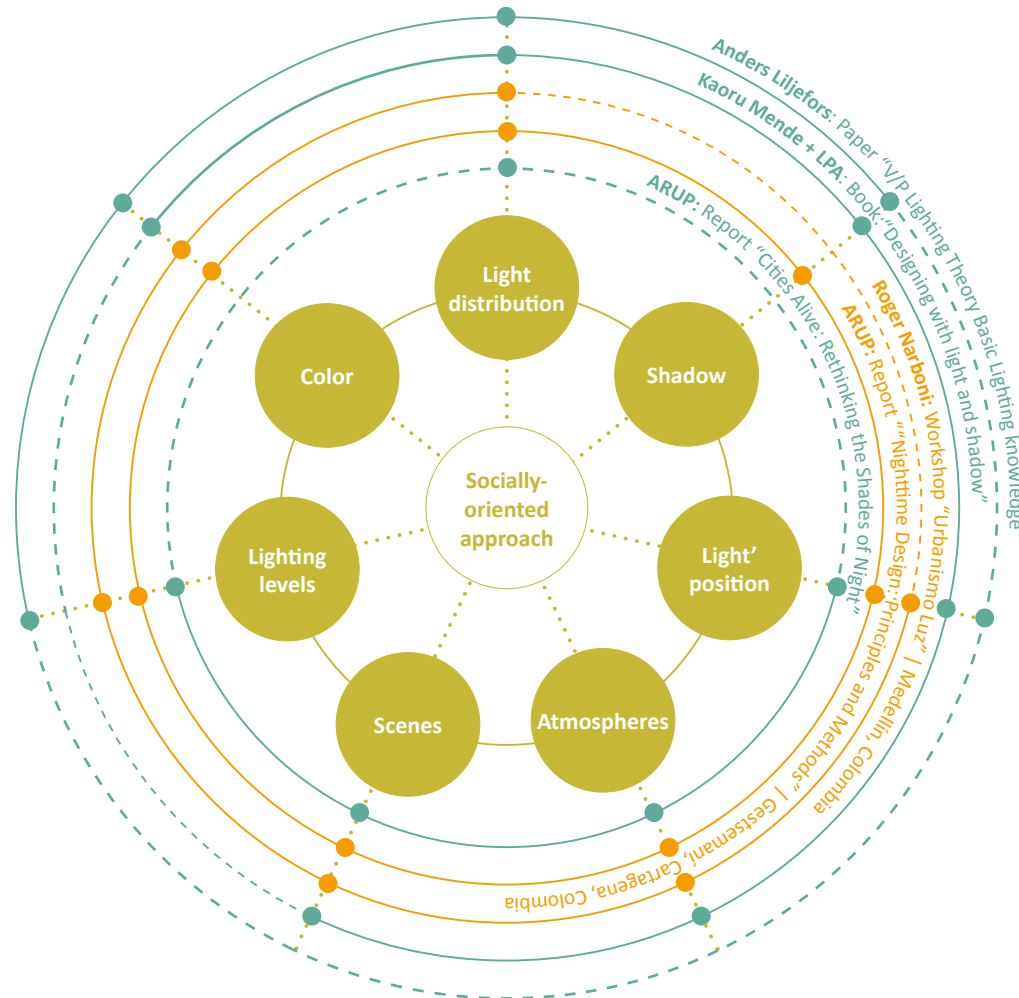 Anders Liljefors: Paper “V/P Lighting Theory Basic Lighting knowledge
Kaoru Mende + LPA: Book:“Designing with light and shadow”
Roger Narboni: Workshop “Urbanismo Luz” | Medellín, Colombia
ARUP: Report ““Nighttime Design: Principles and Methods” | Gestsemaní, Cartagena, Colombia
ARUP: Report “Cities Alive: Rethinking the Shades of Night”
Light
distribution
Color
Shadow
Socially-
oriented
approach
Lighting
levels
Light’
position
Scenes
Atmospheres